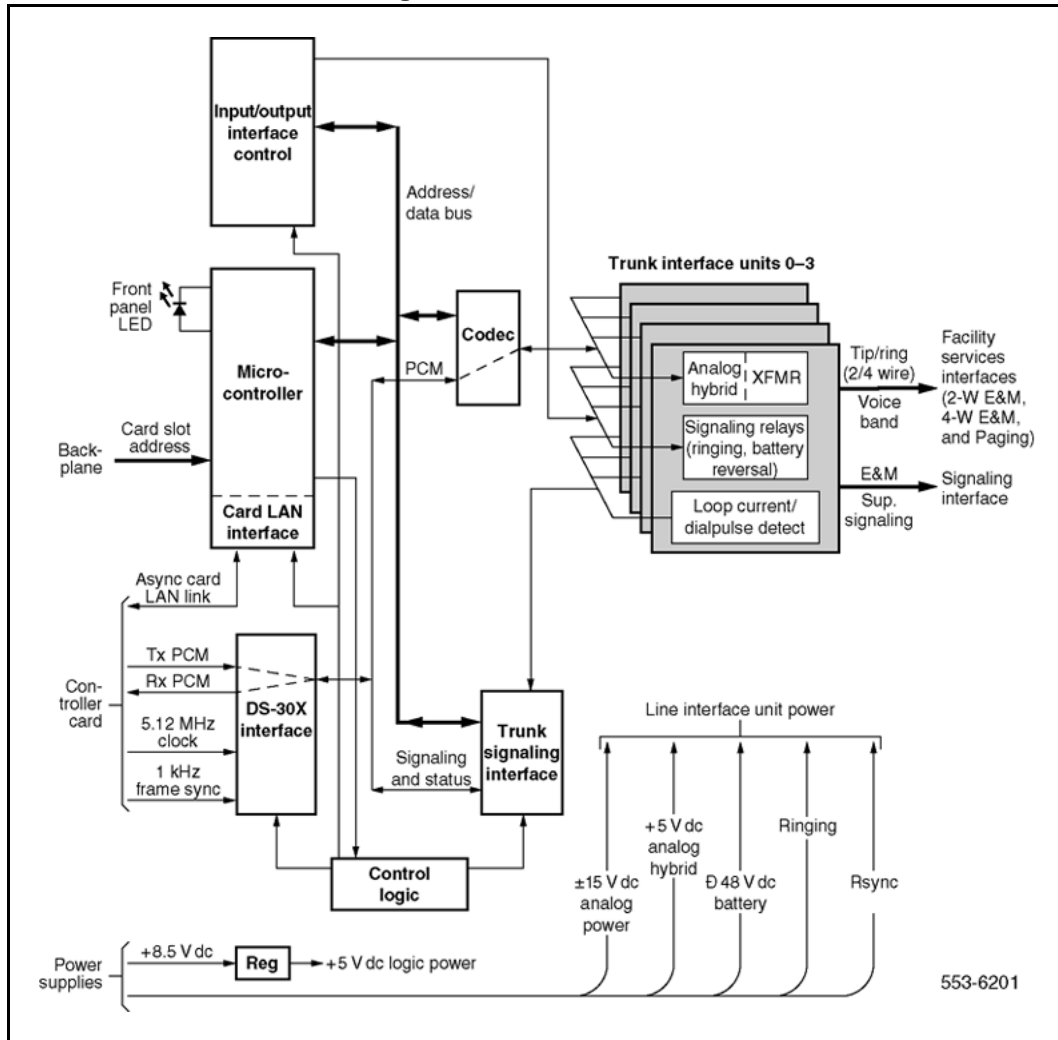 Input/output
interface
control
Address/
data bus
Trunk interface units 0–3
Front
panel
LED
Micro-
controller
Codec
PCM
Analog
hybrid
XFMR
Tip/ring
(2/4 wire)
Voice
band
Facility
services
interfaces
(2-W E&M,
4-W E&M,
and Paging)
Signaling relays
(ringing, battery
reversal)
Card slot
address
Back-
plane
E&M
Sup.
signaling
Signaling
interface
Loop current/
dialpulse detect
Card LAN
interface
Async card
LAN link
Tx PCM
Rx PCM
Con-
troller
card
DS-30X
interface
5.12 MHz
clock
1 kHz
frame sync
Signaling
and status
Trunk
signaling
interface
Line interface unit power
Control
logic
±15 V dc
analog
power
+5 V dc
analog
hybrid
Ð 48 V dc
battery
Ringing
Rsync
Power
supplies
+8.5 V dc
Reg
+5 V dc logic power
553-6201